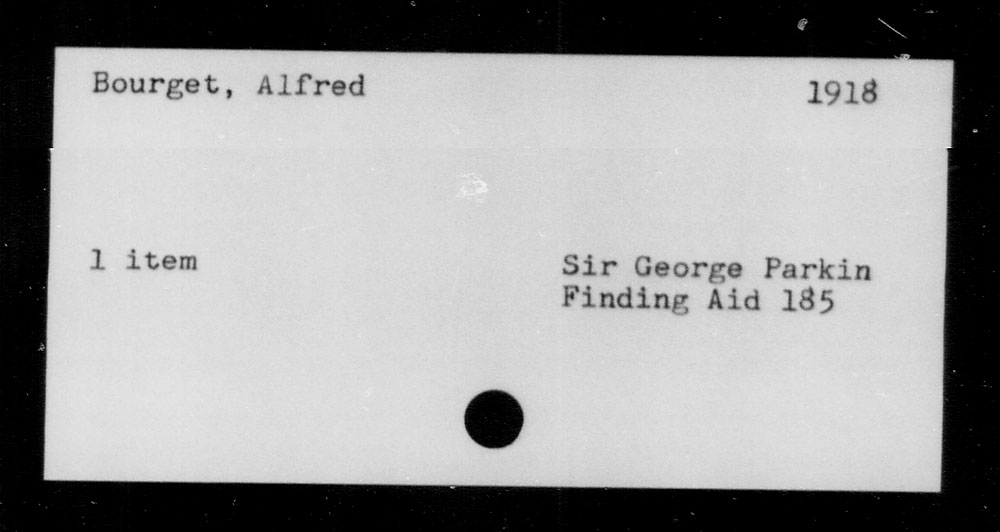 Bourget, Alfred 1918
1 item Sir George Parkin
Finding Aid 185